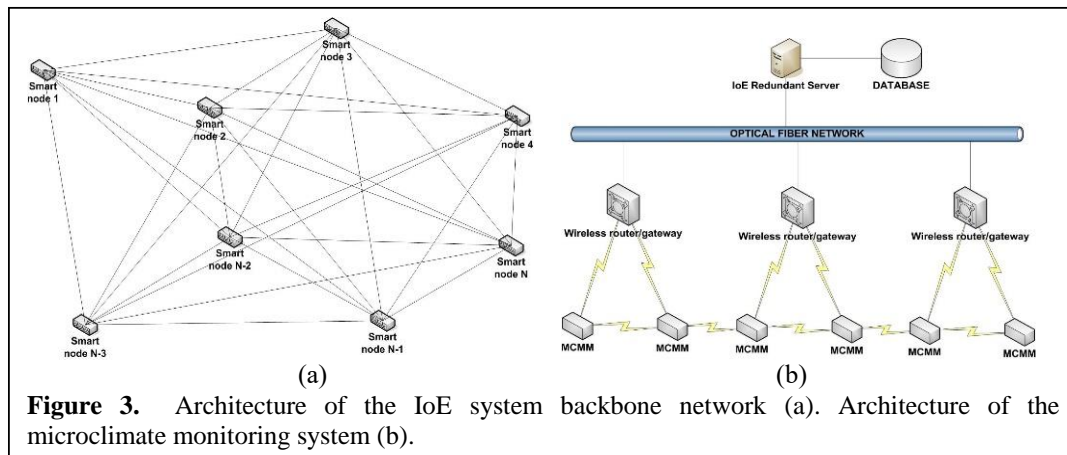 Smart
node 3
Smart
node 1
Smart
node 2
Smart
node 4
Smart
node N-2
Smart
node N
Smart
node N-3
Smart
node N-1
(a)
IoE Redundant Server
DATABASE
OPTICAL FIBER NETWORK
Wireless router/gateway
Wireless router/gateway
Wireless router/gateway
MCMM
MCMM
MCMM
MCMM
MCMM
MCMM
(b)
Figure 3. Architecture of the IoE system backbone network (a). Architecture of the
microclimate monitoring system (b).